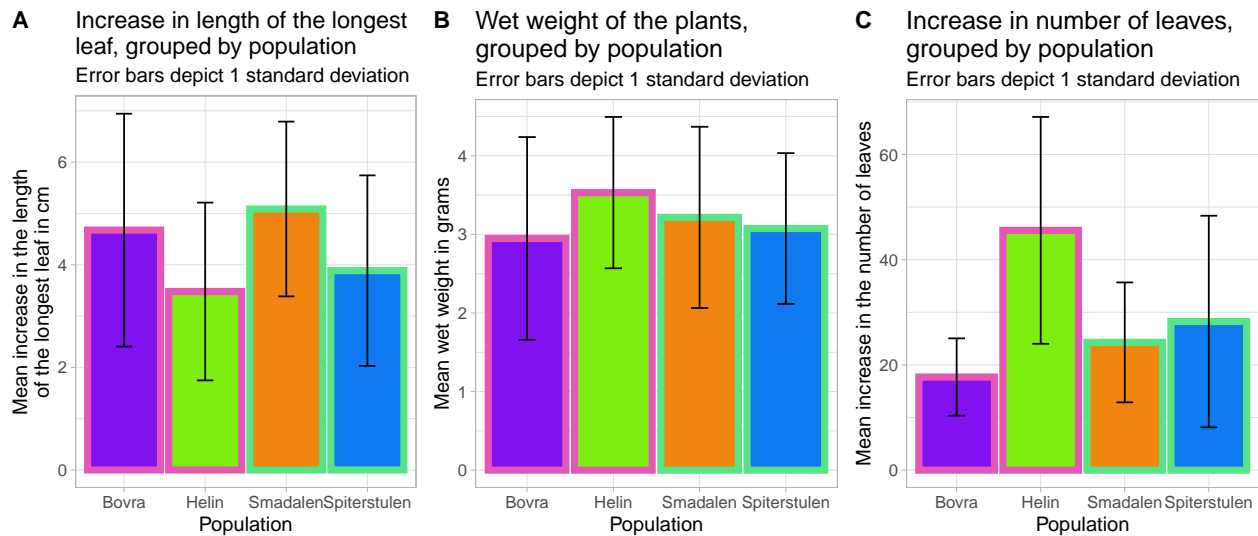 A
Increase in length of the longest
leaf, grouped by population
Error bars depict 1 standard deviation
Mean increase in the length
of the longest leaf in cm
6
4
2
0
Bovra Helin Smadalen Spiterstulen
Population
B
Wet weight of the plants,
grouped by population
Error bars depict 1 standard deviation
Mean wet weight in grams
4
3
2
1
0
Bovra Helin Smadalen Spiterstulen
Population
C
Increase in number of leaves,
grouped by population
Error bars depict 1 standard deviation
Mean increase in the number of leaves
60
40
20
0
Bovra Helin Smadalen Spiterstulen
Population